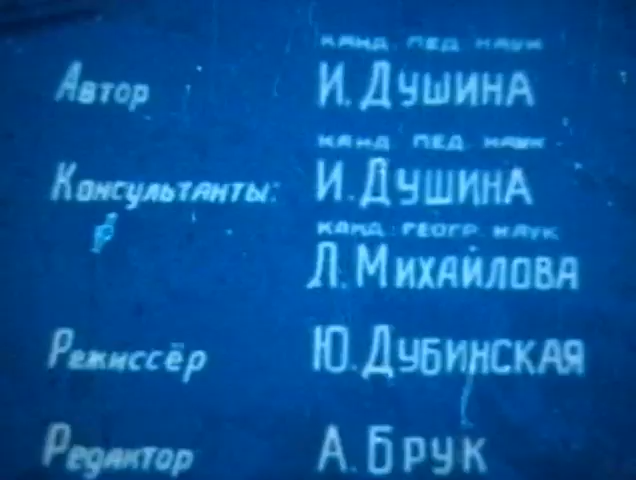 КАНД. ПЕД. НАУК
Автор И. ДУШИНА
КАНД. ПЕД. НАУК
Консультанты: И. ДУШИНА
КАНД. ГЕОГР. НАУК
Л. МИХАЙЛОВА
Режиссёр Ю. ДУБИНСКАЯ
Редактор А. БРУК